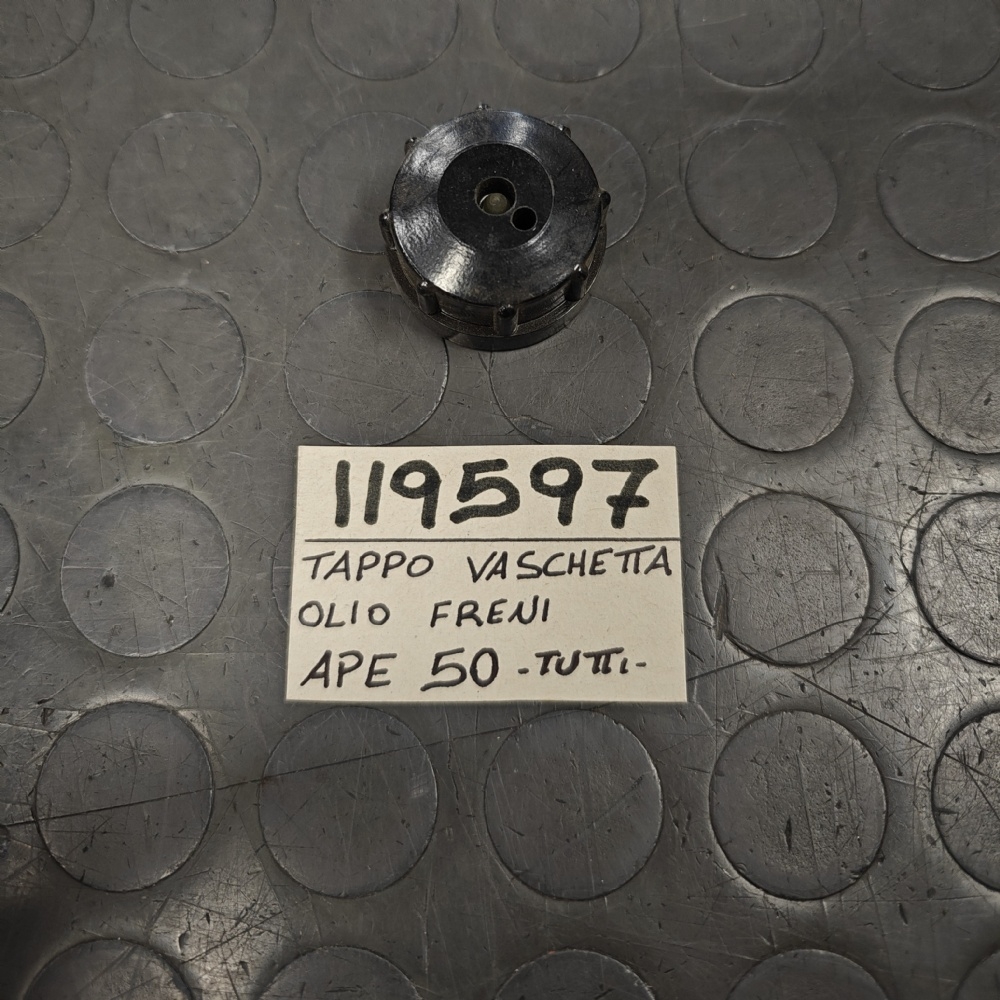 119597
TAPPO VASCHETTA
OLIO FRENI
APE 50 -TUTTI-